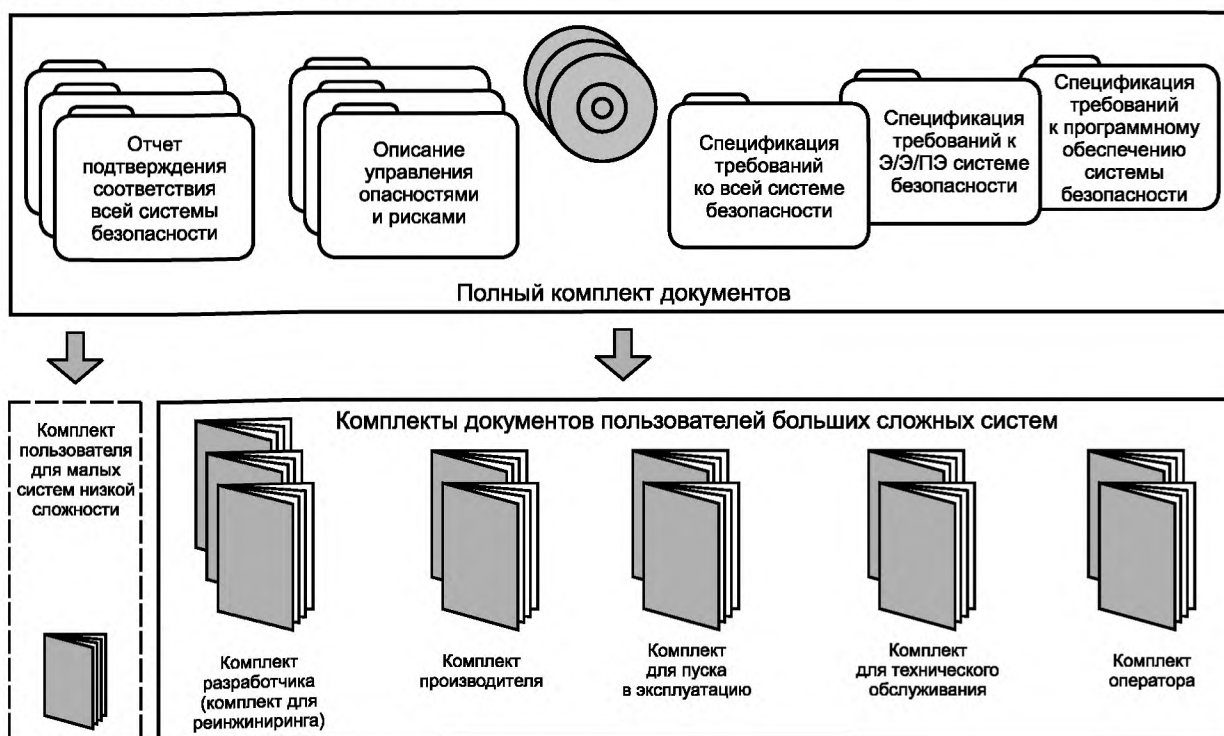 Отчет
подтверждения
соответствия
всей системы
безопасности
Описание
управления
опасностями
и рисками
Спецификация
требований
ко всей системе
безопасности
Спецификация
требований к
Э/Э/ПЭ системе
безопасности
Спецификация
требований
к программному
обеспечению
системы
безопасности
Полный комплект документов
Комплект
пользователя
для малых
систем низкой
сложности
Комплекты документов пользователей больших сложных систем
Комплект
разработчика
(комплект для
реинжиниринга)
Комплект
производителя
Комплект
для пуска
в эксплуатацию
Комплект
для технического
обслуживания
Комплект
оператора